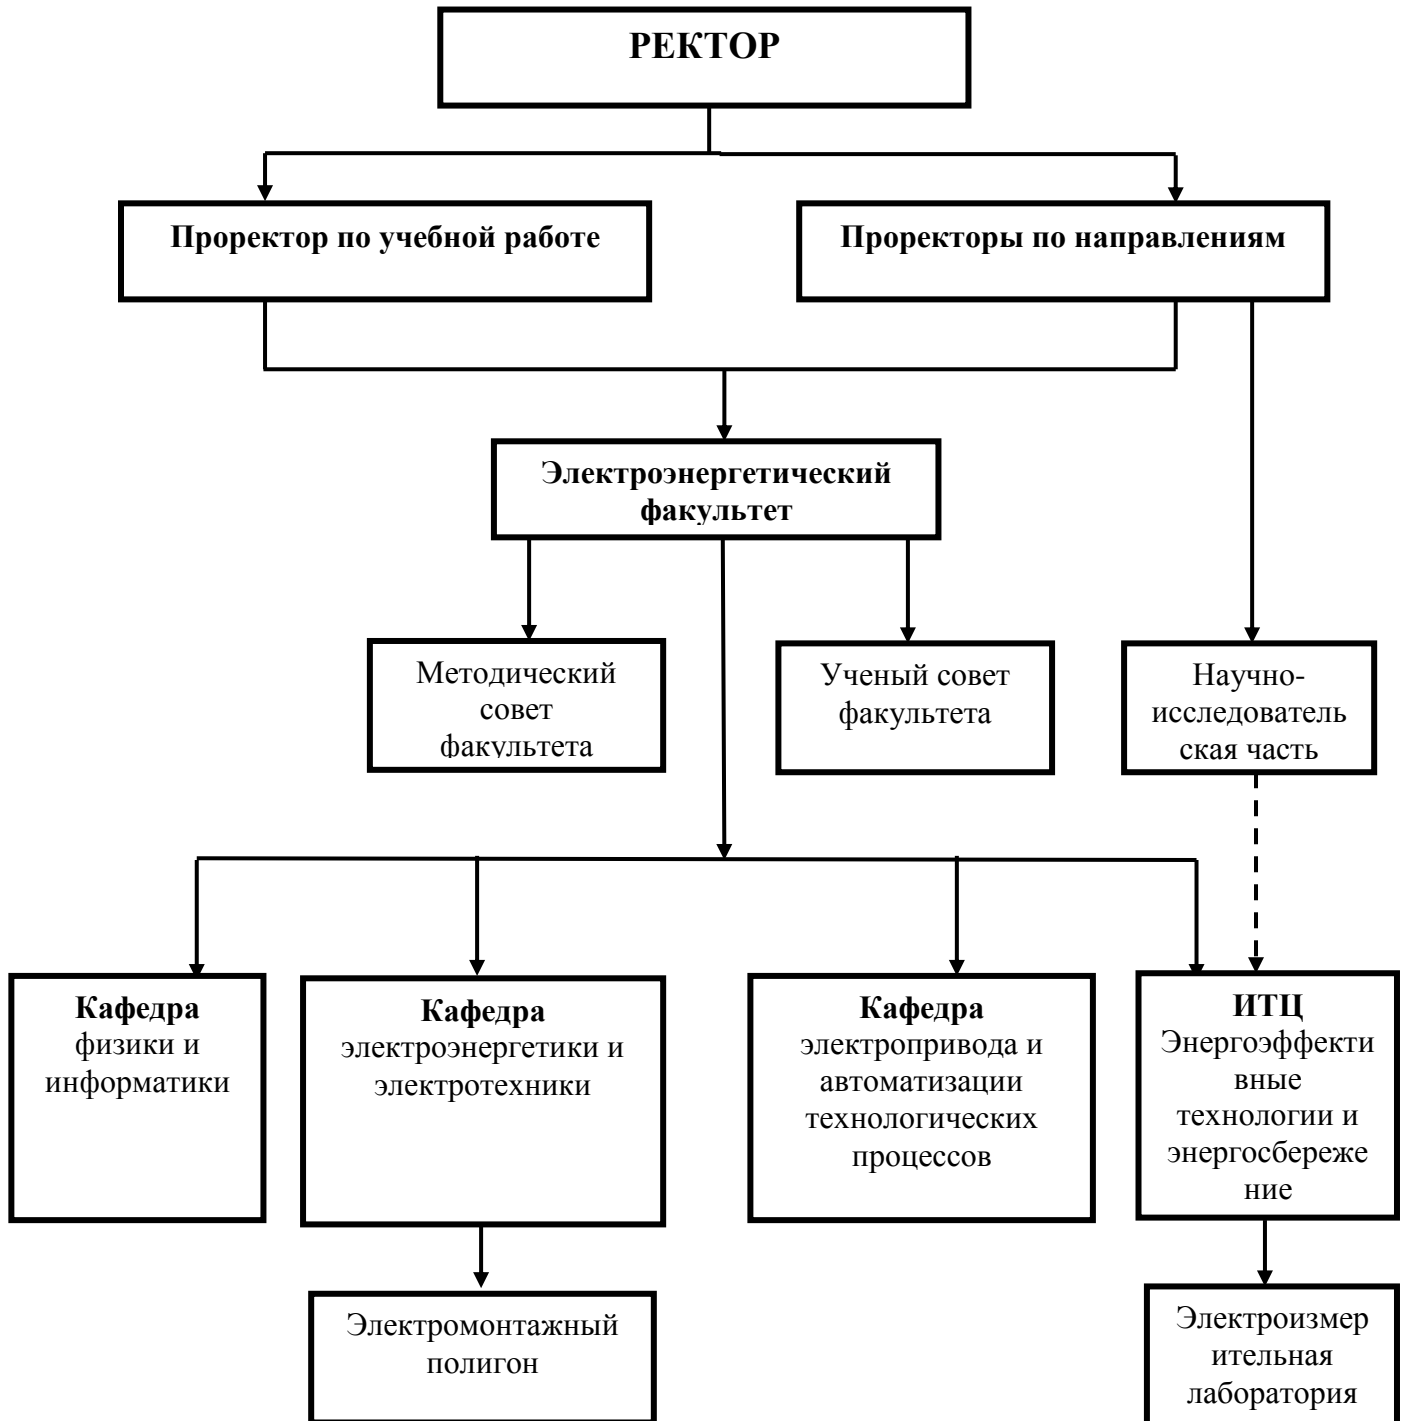 РЕКТОР
Проректор по учебной работе
Проректоры по направлениям
Электроэнергетический
факультет
Методический
совет
факультета
Ученый совет
факультета
Научно-
исследователь
ская часть
Кафедра
физики и
информатики
Кафедра
электроэнергетики и
электротехники
Кафедра
электропривода и
автоматизации
технологических
процессов
ИТЦ
Энергоэффекти
вные
технологии и
энергосбереже
ние
Электромонтажный
полигон
Электроизмер
ительная
лаборатория